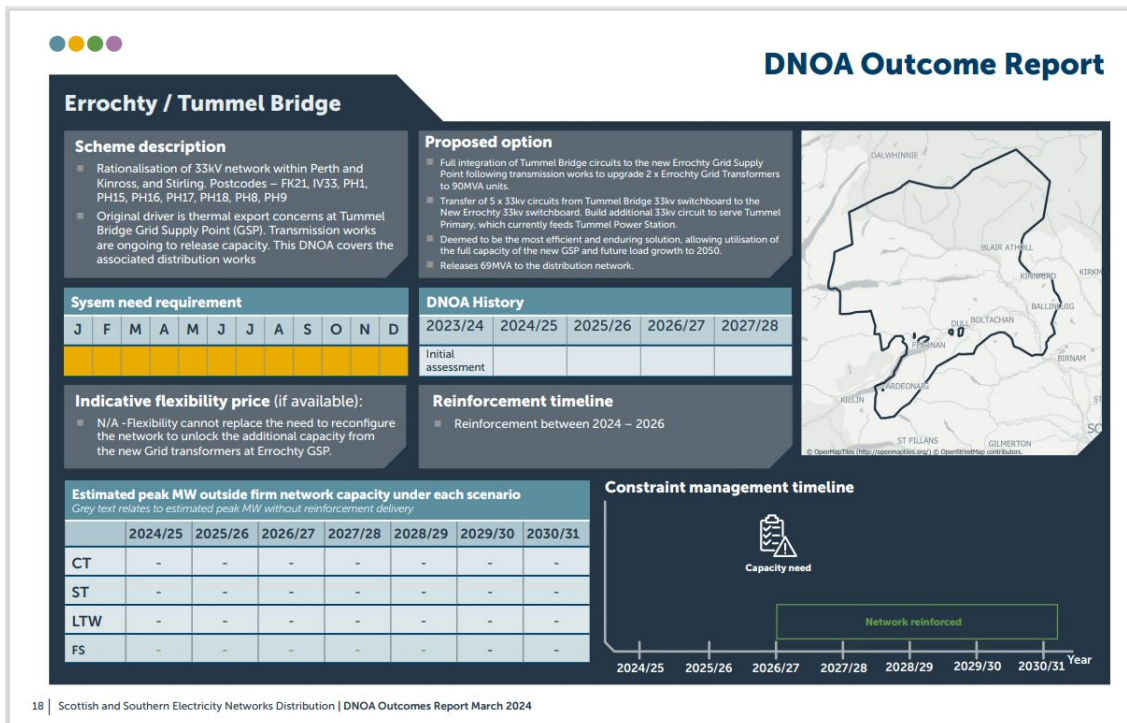 DNOA Outcome Report
Errochty / Tummel Bridge
Scheme description
Rationalisation of 33kV network within Perth and
Kinross, and Stirling. Postcodes – FK21, IV33, PH1,
PH15, PH16, PH17, PH18, PH8, PH9
Original driver is thermal export concerns at Tummel
Bridge Grid Supply Point (GSP). Transmission works
are ongoing to release capacity. This DNOA covers the
associated distribution works
Proposed option
Full integration of Tummel Bridge circuits to the new Errochty Grid Supply
Point following transmission works to upgrade 2 x Errochty Grid Transformers
to 90MVA units.
Transfer of 5 x 33kv circuits from Tummel Bridge 33kv switchboard to the
New Errochty 33kv switchboard. Build additional 33kv circuit to serve Tummel
Primary, which currently feeds Tummel Power Station.
Deemed to be the most efficient and enduring solution, allowing utilisation of
the full capacity of the new GSP and future load growth to 2050.
Releases 69MVA to the distribution network.
DALWHINNIE
BLAIR ATHOLL
KINNAIRD KIRKM
BALLINLUIG
DULL BOLTACHAN
FEARNAN
BIRNAM
ARDEONAIG
KILLIN
ST
ST FILLANS
GILMERTON
SC
© OpenMapTiles (http://openmaptiles.org/) © OpenStreetMap contributors.
Sysem need requirement
J F M A M J J A S O N D
DNOA History
2023/24 2024/25 2025/26 2026/27 2027/28
Initial
assessment
Indicative flexibility price (if available):
N/A -Flexibility cannot replace the need to reconfigure
the network to unlock the additional capacity from
the new Grid transformers at Errochty GSP.
Reinforcement timeline
Reinforcement between 2024 – 2026
Estimated peak MW outside firm network capacity under each scenario
Grey text relates to estimated peak MW without reinforcement delivery
2024/25 2025/26 2026/27 2027/28 2028/29 2029/30 2030/31
CT - - - - - - -
ST - - - - - - -
LTW - - - - - - -
FS - - - - - - -
Constraint management timeline
Capacity need
Network reinforced
2024/25 2025/26 2026/27 2027/28 2028/29 2029/30 2030/31 Year
18 | Scottish and Southern Electricity Networks Distribution | DNOA Outcomes Report March 2024